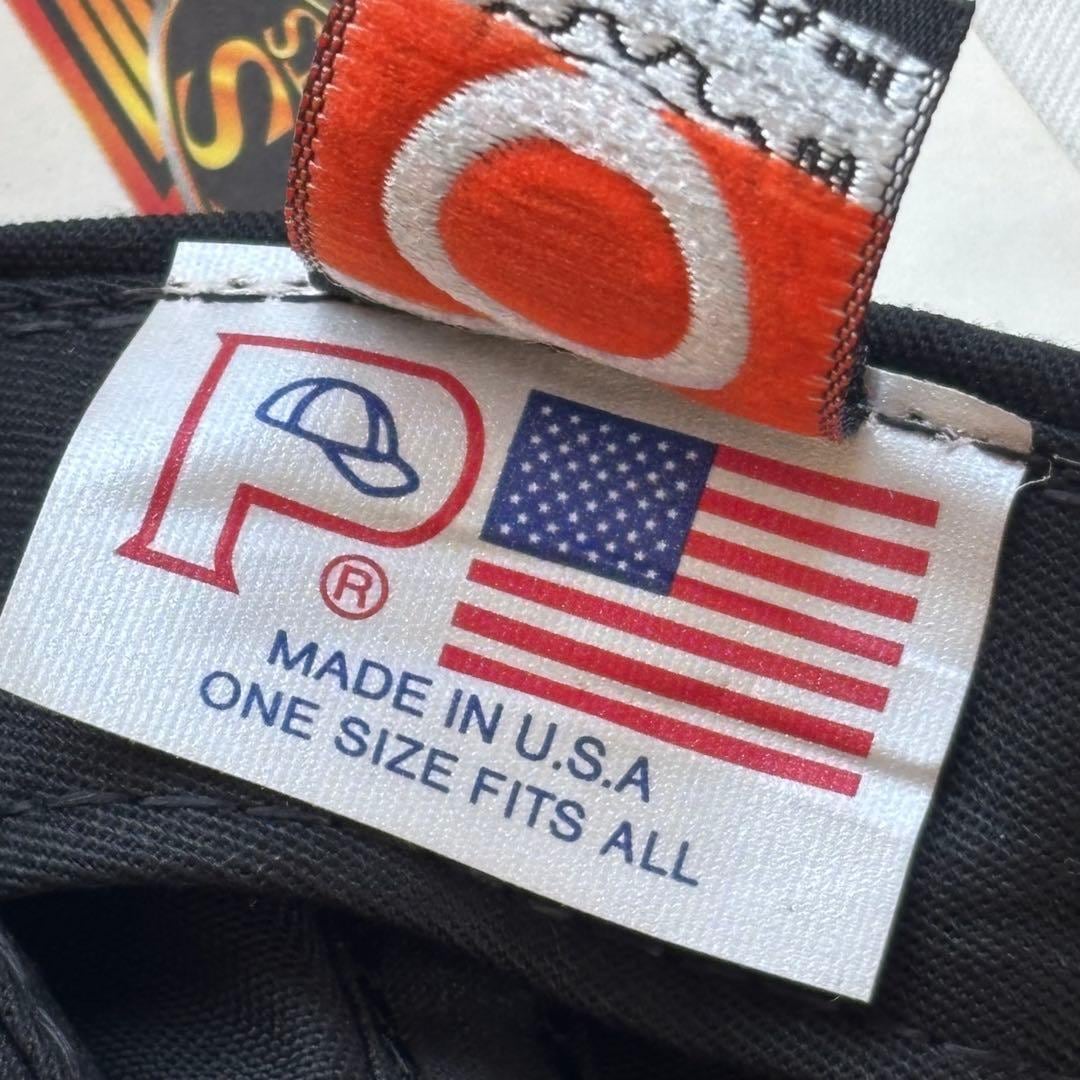 P
®
MADE IN U.S.A
ONE SIZE FITS ALL